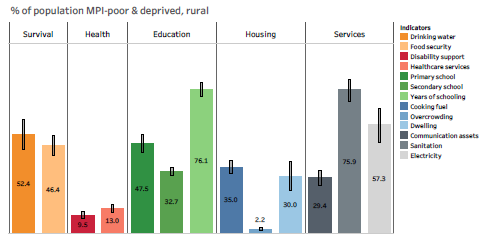 % of population MPI-poor & deprived, rural
Survival
Health
Education
Housing
Services
52.4
46.4
9.5
13.0
47.5
32.7
76.1
35.0
2.2
30.0
29.4
75.9
57.3
Indicators
Drinking water
Food security
Disability support
Healthcare services
Primary school
Secondary school
Years of schooling
Cooking fuel
Overcrowding
Dwelling
Communication assets
Sanitation
Electricity